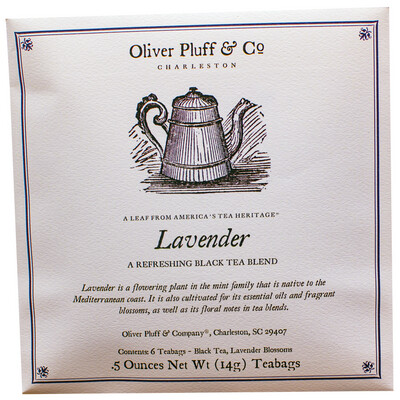 Oliver Pluff & Co
CHARLESTON
A LEAF FROM AMERICA'S TEA HERITAGE™
Lavender
A REFRESHING BLACK TEA BLEND
Lavender is a flowering plant in the mint family that is native to the
Mediterranean coast. It is also cultivated for its essential oils and fragrant
blossoms, as well as its floral notes in tea blends.
Oliver Pluff & Company®, Charleston, SC 29407
Contents: 6 Teabags – Black Tea, Lavender Blossoms
.5 Ounces Net Wt (14g) Teabags